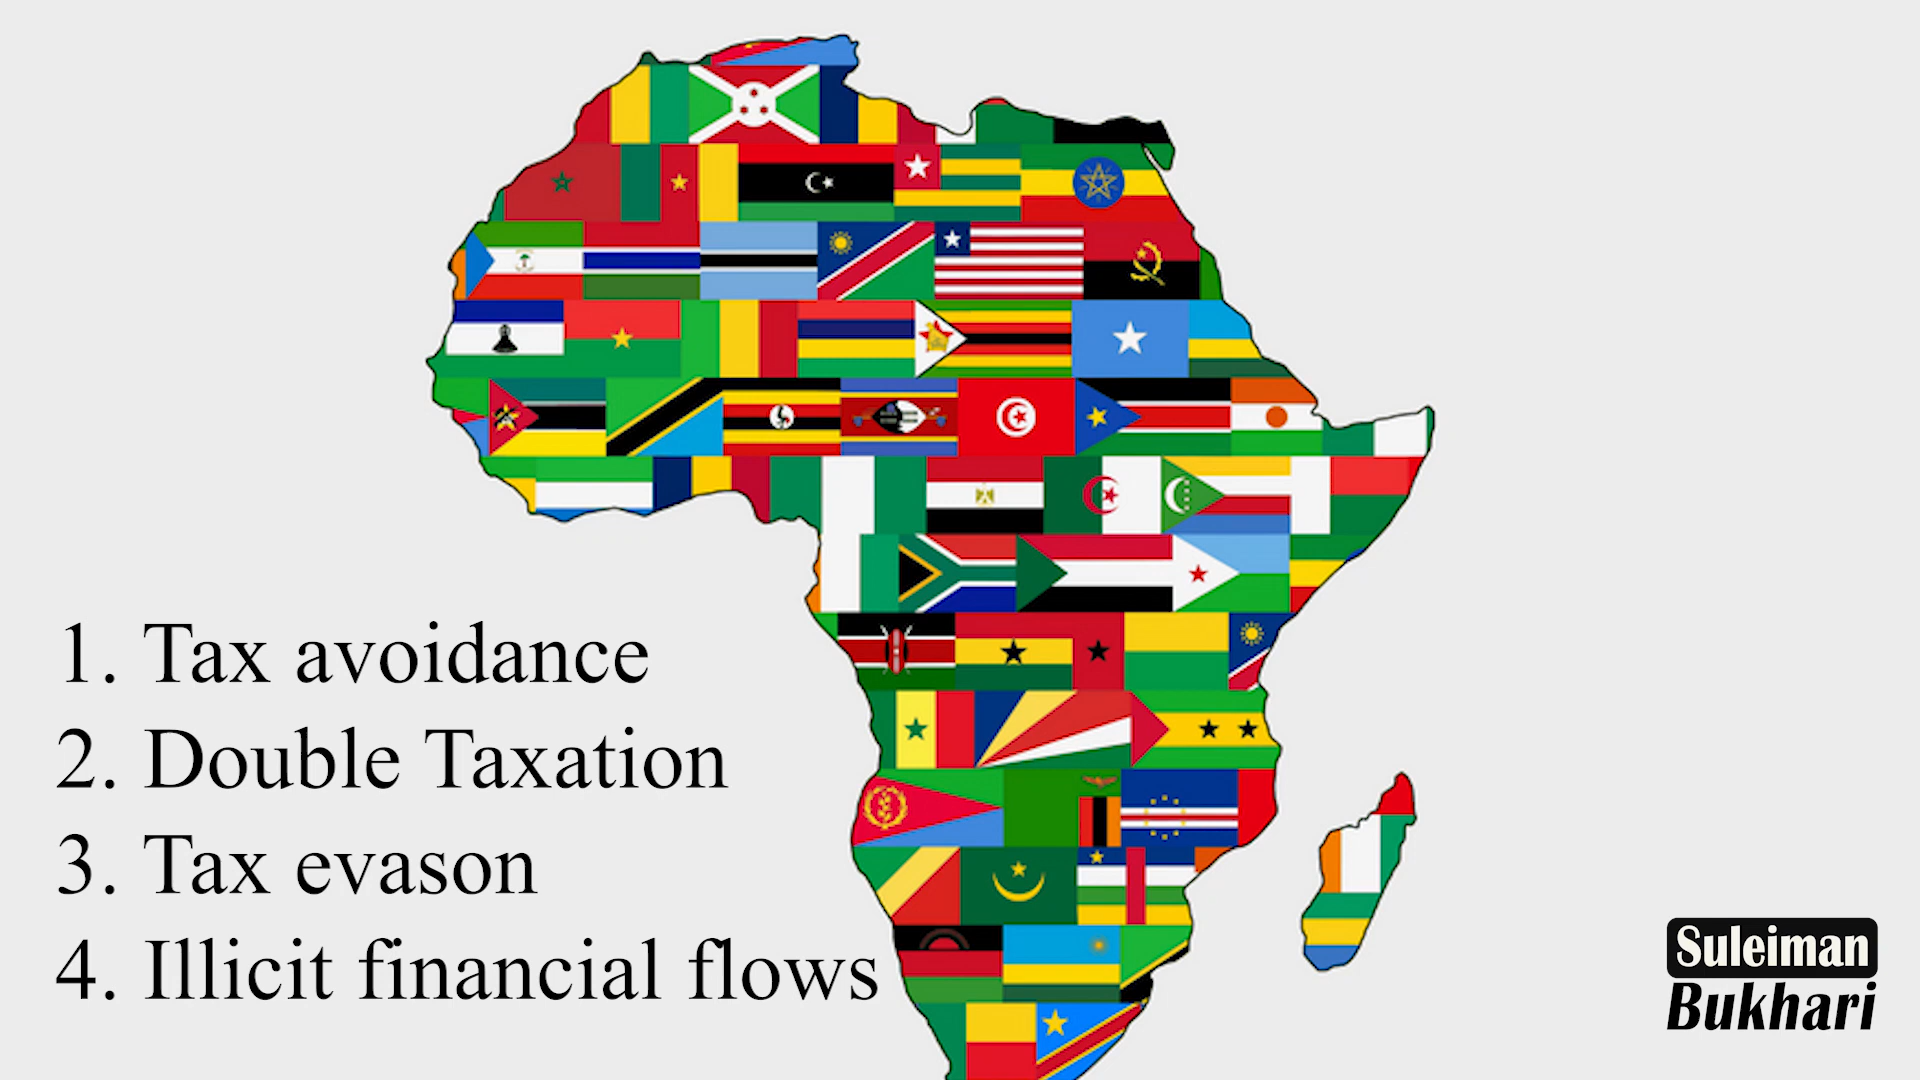 1. Tax avoidance
2. Double Taxation
3. Tax evason
4. Illicit financial flows
Suleiman
Bukhari